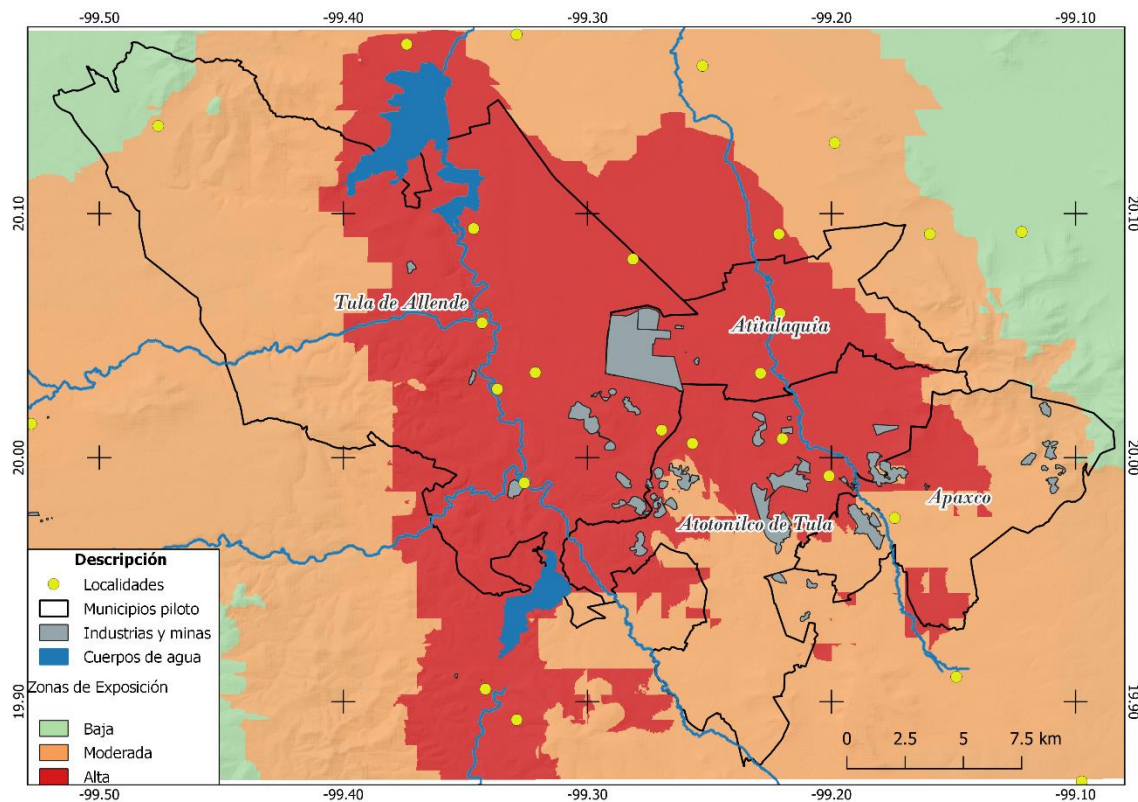 -99.50 -99.40 -99.30 -99.20 -99.10
20.10 20.10
Tula de Allende
Atitalaquia
20.00 20.00
Apaxco
Atotonilco de Tula
Descripción
Localidades
Municipios piloto
Industrias y minas
Cuerpos de agua
Zonas de Exposición
Baja
Moderada
Alta
19.90 19.90
0 2.5 5 7.5 km
-99.50 -99.40 -99.30 -99.20 -99.10